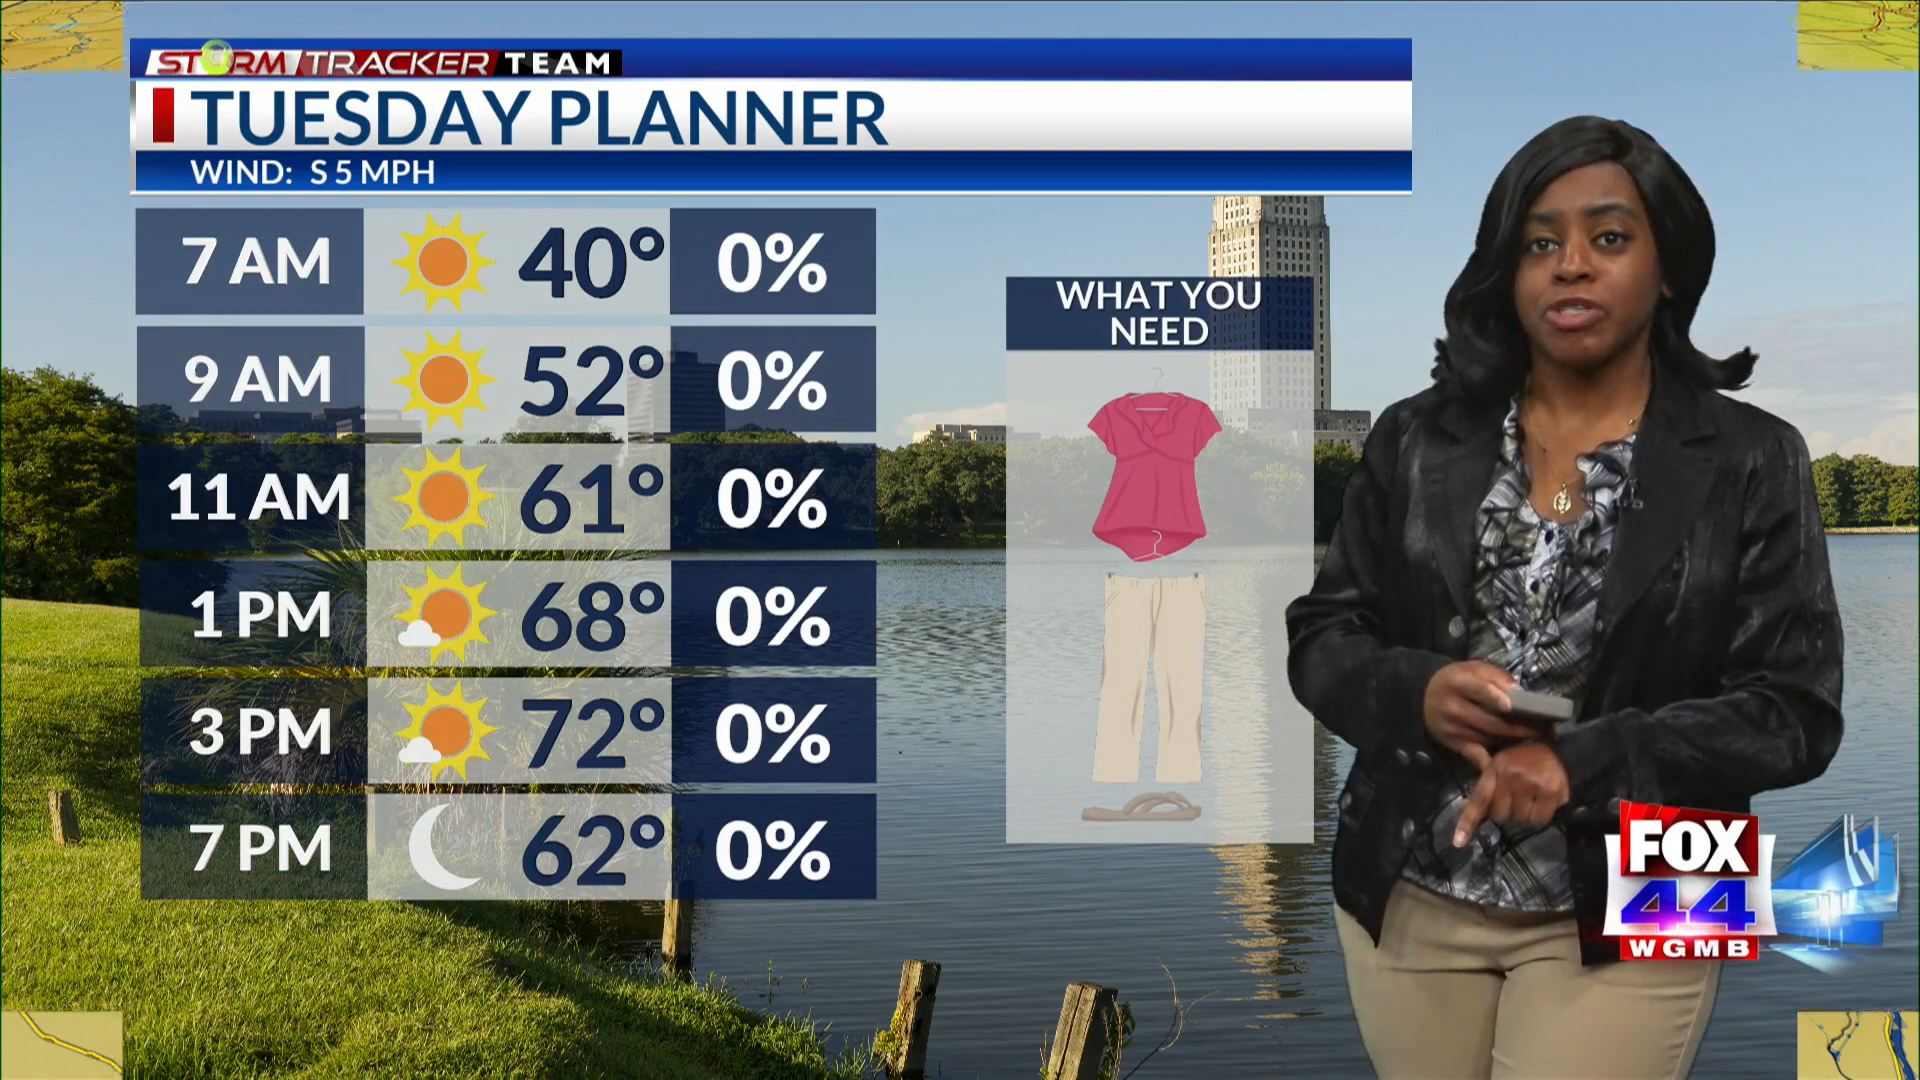 STORM TRACKER TEAM
TUESDAY PLANNER
WIND: S 5 MPH
7 AM 40° 0%
9 AM 52° 0%
11 AM 61° 0%
1 PM 68° 0%
3 PM 72° 0%
7 PM 62° 0%
WHAT YOU
NEED
FOX
44
WGMB